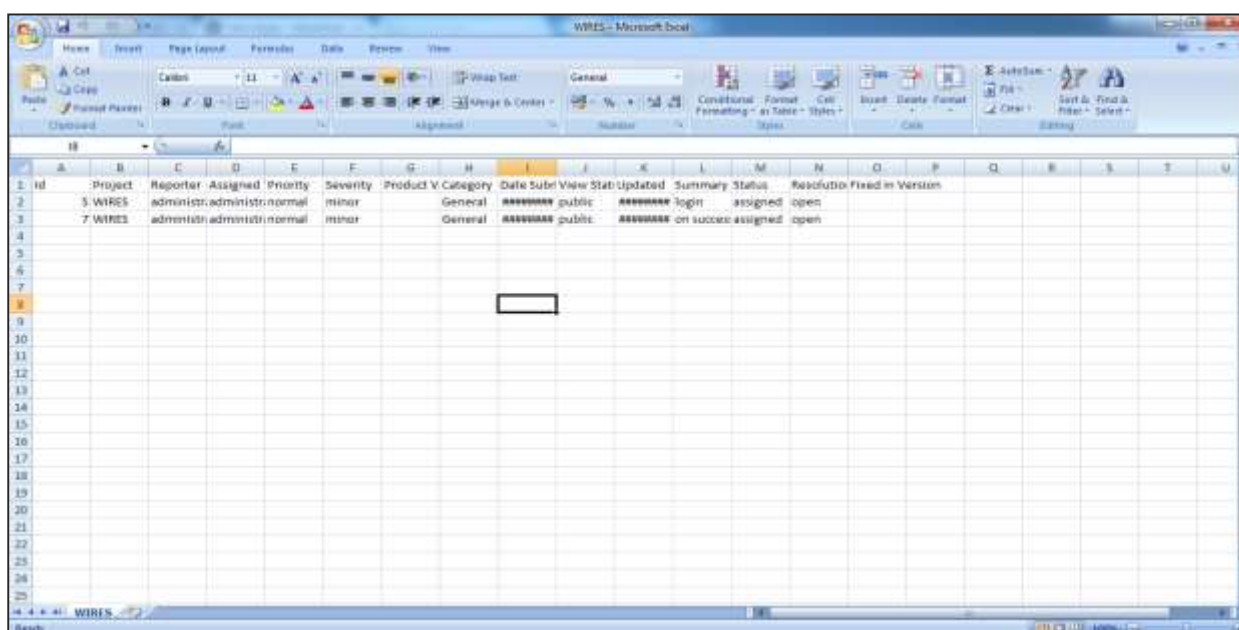 WIRES - Microsoft Excel
Home Insert Page Layout Formulas Data Review View
Cut
Copy
Format Painter
Paste
Calibri 11
Wrap Text
Merge & Center
General
Conditional Formatting
Format as Table
Cell Styles
Insert Delete Format
AutoSum
Fill
Clear
Sort & Filter
Find & Select
Clipboard Font Alignment Number Styles Cells Editing
I8 fx
A B C D E F G H I J K L M N O P Q R S T U
1 Id Project Reporter Assigned Priority Severity Product V Category Date Subr View Stat Updated Summary Status Resolutio Fixed in Version
2 5 WIRES administr administr normal minor General ######## public ######## login assigned open
3 7 WIRES administr administr normal minor General ######## public ######## on success assigned open
4
5
6
7
8
9
10
11
12
13
14
15
16
17
18
19
20
21
22
23
24
25
WIRES
Ready 100%